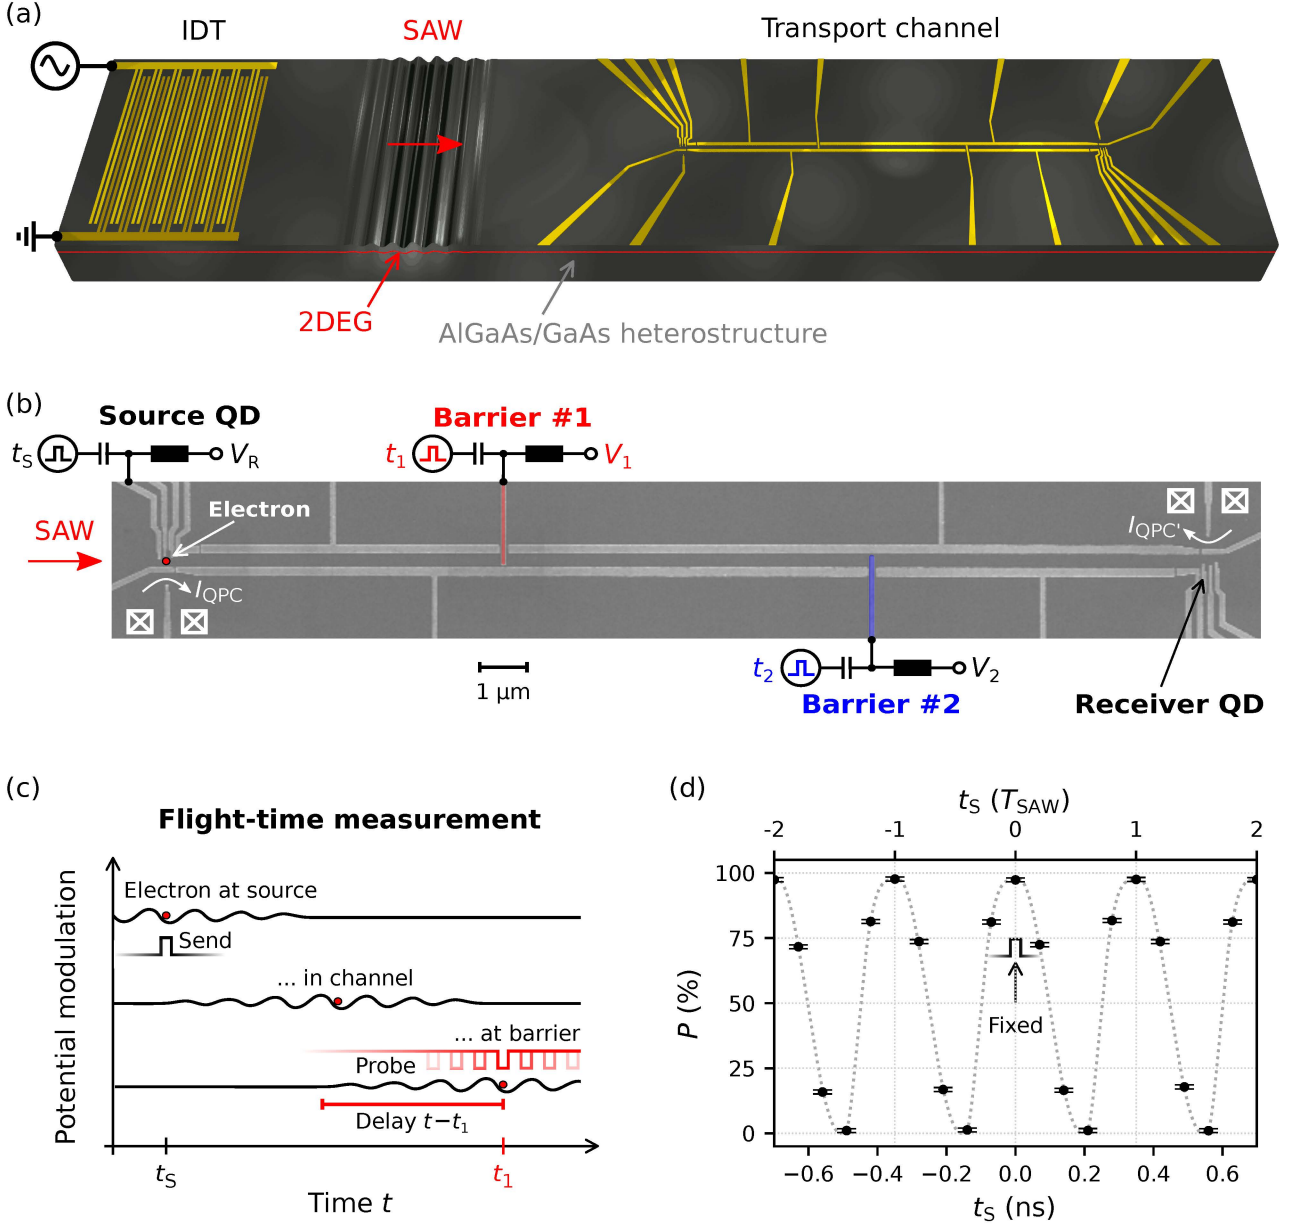 (a)
IDT
SAW
Transport channel
2DEG
AlGaAs/GaAs heterostructure
(b)
Source QD
Barrier #1
tS
VR
t1
V1
Electron
SAW
IQPC
IQPC'
1 μm
t2
V2
Barrier #2
Receiver QD
(c)
Flight-time measurement
Potential modulation
Electron at source
Send
... in channel
... at barrier
Probe
Delay t−t1
tS
t1
Time t
(d)
tS (TSAW)
-2 -1 0 1 2
P (%)
100
75
50
25
0
Fixed
−0.6 −0.4 −0.2 0.0 0.2 0.4 0.6
tS (ns)